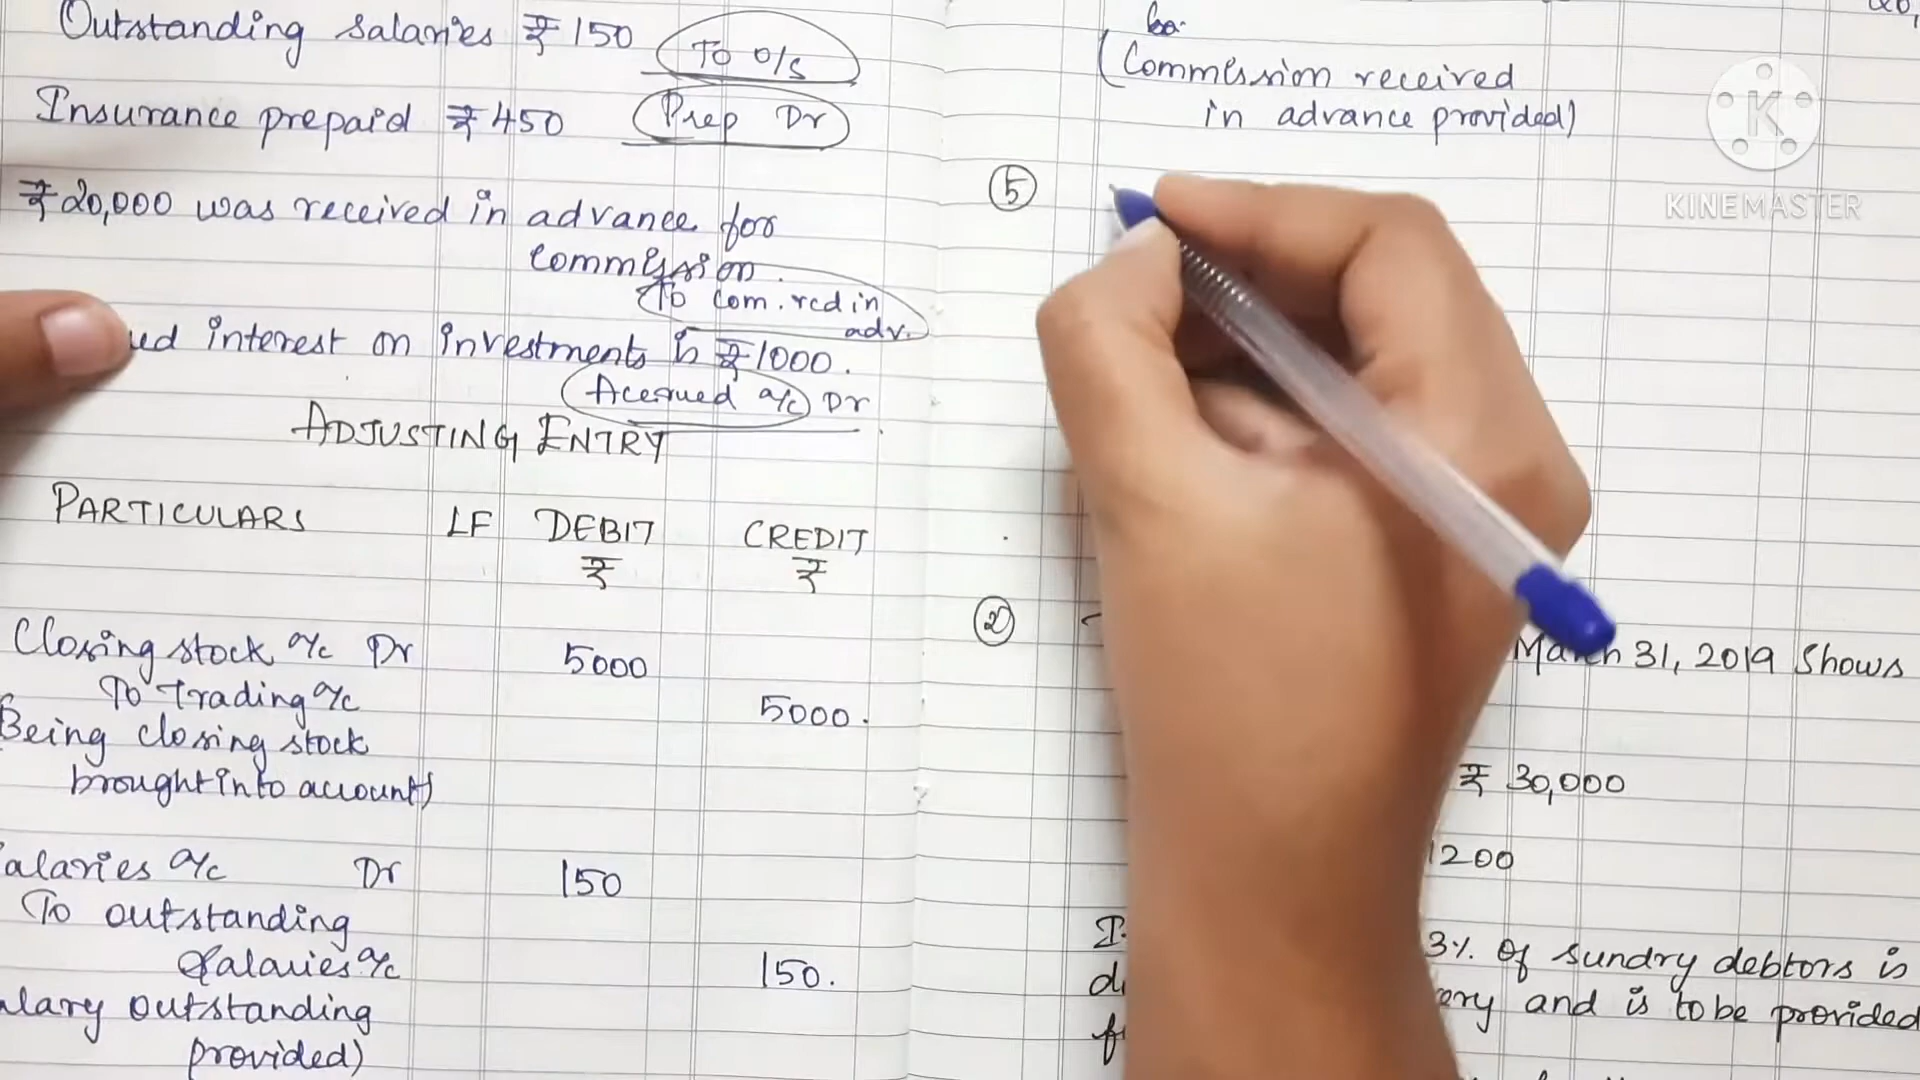 Outstanding salaries ₹ 150 To O/s
Insurance prepaid ₹ 450 Prep Dr
₹ 20,000 was received in advance for
commission.
To com. rcd in
adv.
ued interest on investments is ₹ 1000.
Accrued a/c Dr
ADJUSTING ENTRY
PARTICULARS LF DEBIT CREDIT
₹ ₹
Closing stock a/c Dr 5000
To Trading a/c 5000.
Being closing stock
brought into account)
alaries a/c Dr 150
To outstanding
Salaries a/c 150.
alary outstanding
provided)
(Commission received
in advance provided)
5
2
March 31, 2019 Shows
₹ 30,000
1200
3% of sundry debtors is
ery and is to be provided
K
KINEMASTER